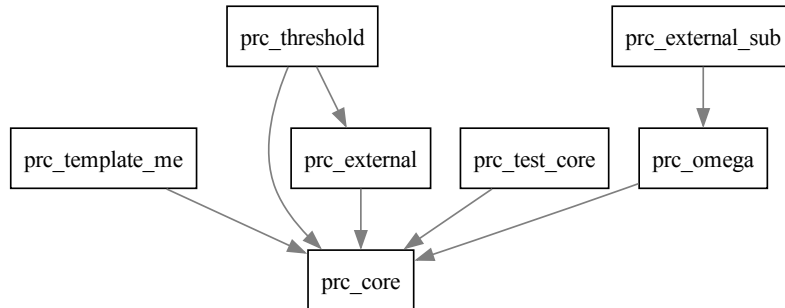 prc_threshold
prc_external_sub
prc_template_me
prc_external
prc_test_core
prc_omega
prc_core